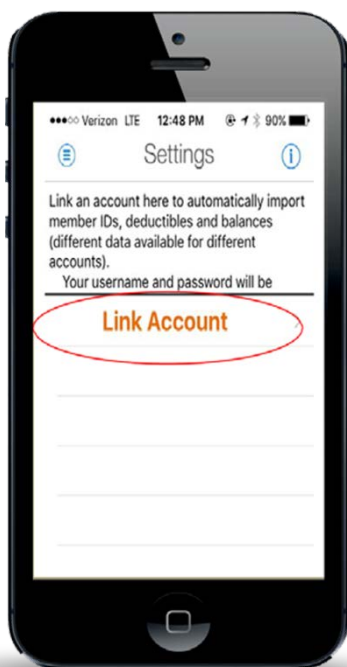 Verizon LTE 12:48 PM 90%
Settings
Link an account here to automatically import
member IDs, deductibles and balances
(different data available for different
accounts).
Your username and password will be
Link Account